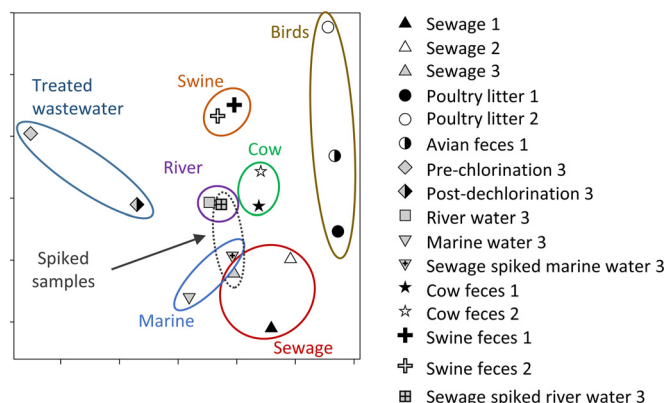 Birds
Treated
wastewater
Swine
Cow
River
Spiked
samples
Marine
Sewage
Sewage 1
Sewage 2
Sewage 3
Poultry litter 1
Poultry litter 2
Avian feces 1
Pre-chlorination 3
Post-dechlorination 3
River water 3
Marine water 3
Sewage spiked marine water 3
Cow feces 1
Cow feces 2
Swine feces 1
Swine feces 2
Sewage spiked river water 3